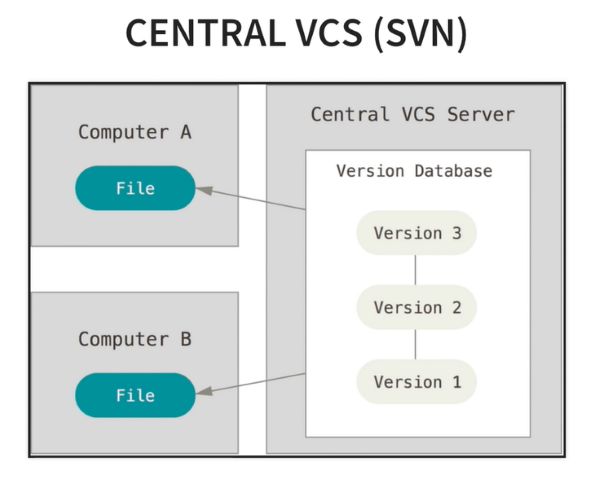 CENTRAL VCS (SVN)
Computer A
File
Computer B
File
Central VCS Server
Version Database
Version 3
Version 2
Version 1